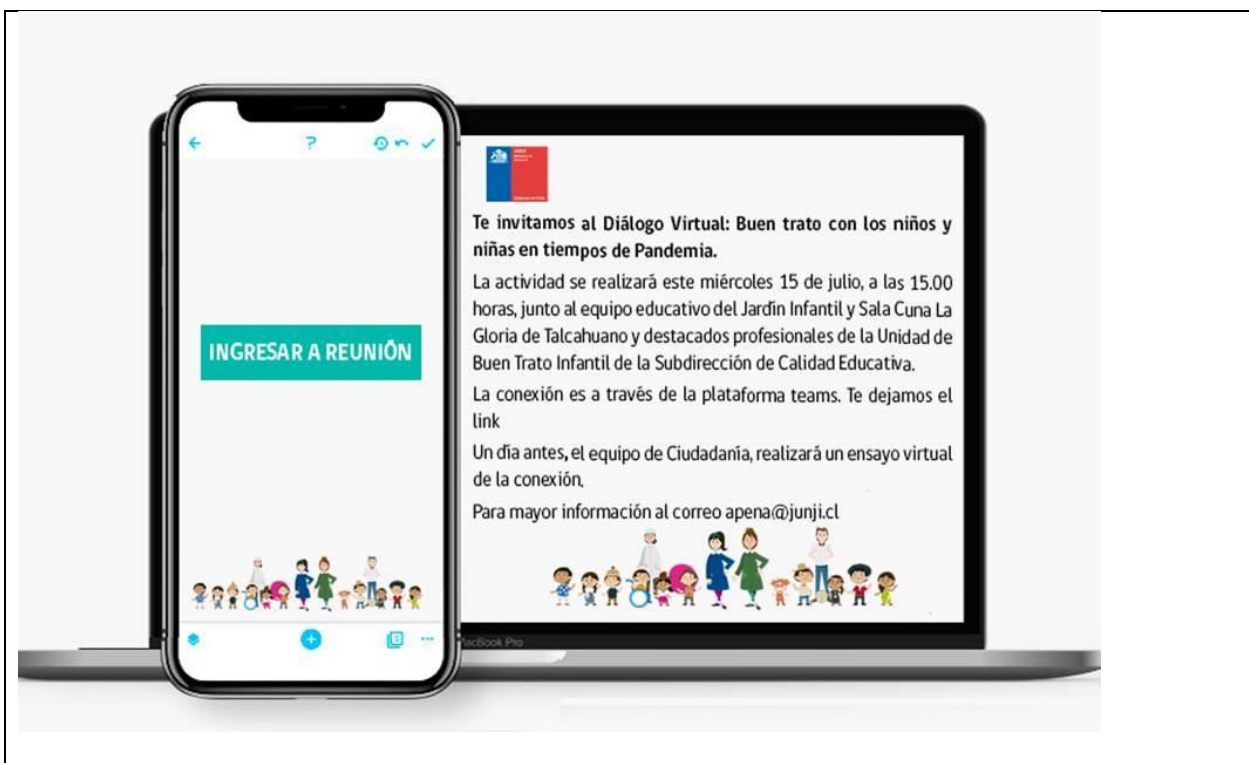 INGRESAR A REUNIÓN
Te invitamos al Diálogo Virtual: Buen trato con los niños y
niñas en tiempos de Pandemia.
La actividad se realizará este miércoles 15 de julio, a las 15.00
horas, junto al equipo educativo del Jardín Infantil y Sala Cuna La
Gloria de Talcahuano y destacados profesionales de la Unidad de
Buen Trato Infantil de la Subdirección de Calidad Educativa.
La conexión es a través de la plataforma teams. Te dejamos el
link
Un día antes, el equipo de Ciudadanía, realizará un ensayo virtual
de la conexión.
Para mayor información al correo apena@junji.cl
MacBook Pro